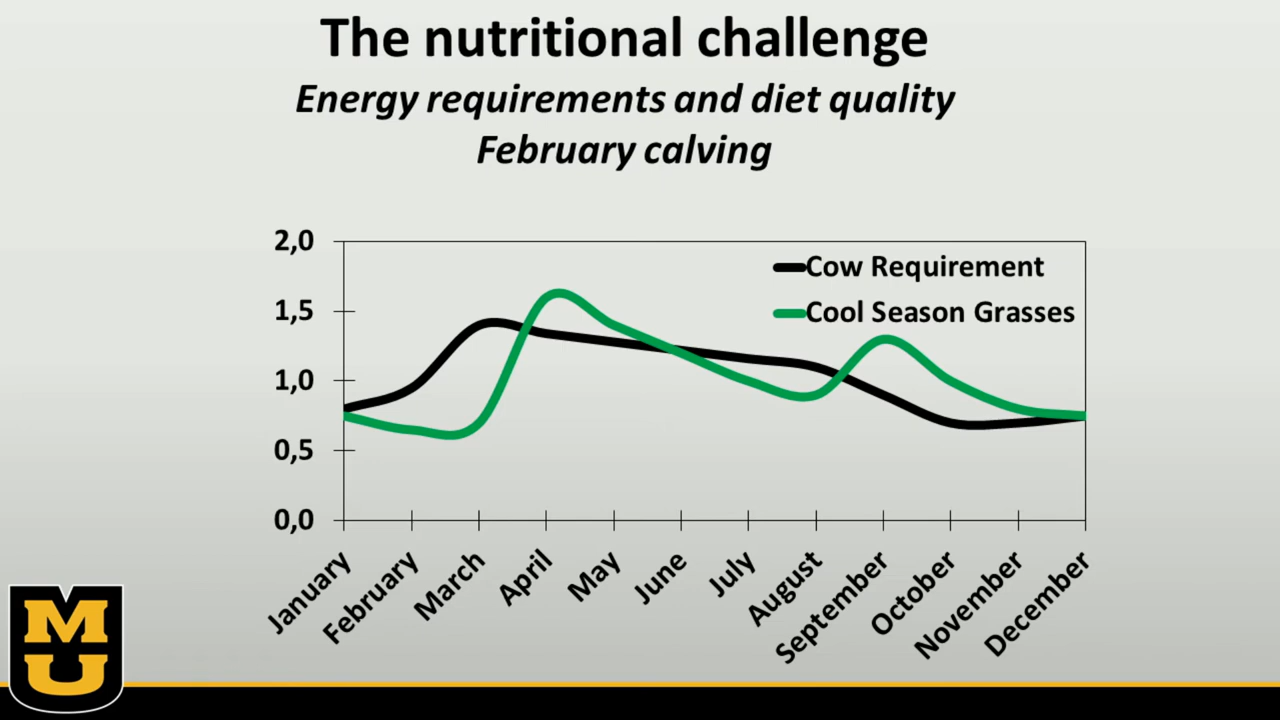 The nutritional challenge
Energy requirements and diet quality
February calving
2,0
1,5
1,0
0,5
0,0
Cow Requirement
Cool Season Grasses
January
February
March
April
May
June
July
August
September
October
November
December
MU